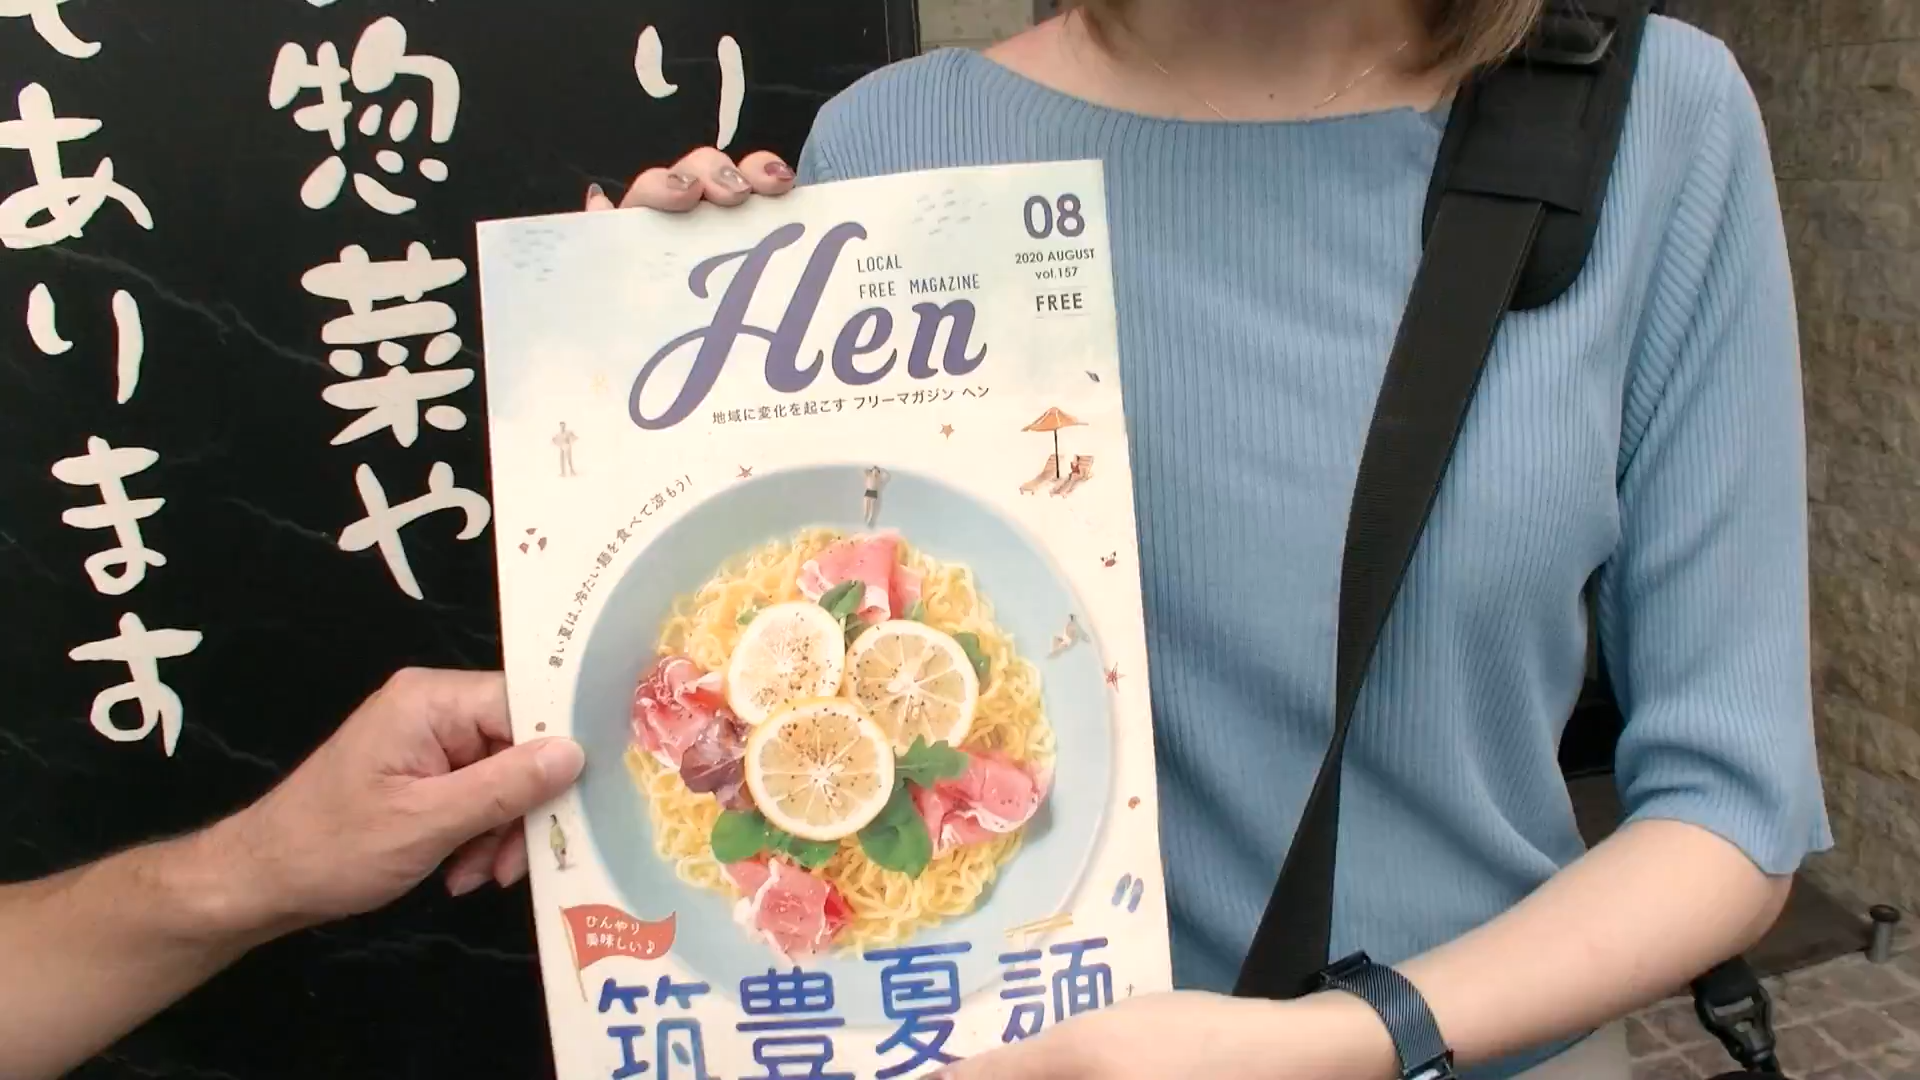 り
惣菜や
てあります
Hen
LOCAL
FREE MAGAZINE
08
2020 AUGUST
vol.157
FREE
地域に変化を起こす フリーマガジン ヘン
暑い夏は、冷たい麺を食べて涼もう!
ひんやり
美味しい♪
筑豊夏麺